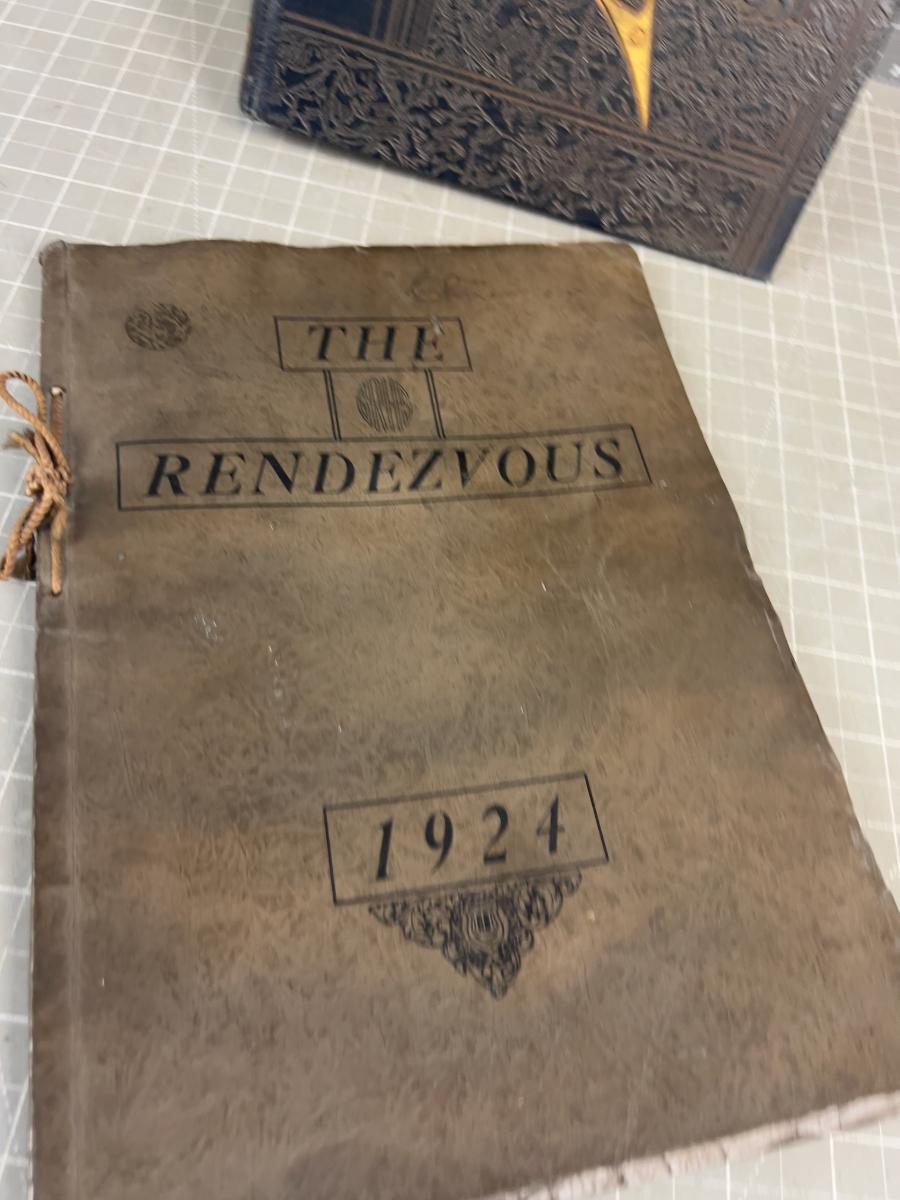 THE
RENDEZVOUS
1924